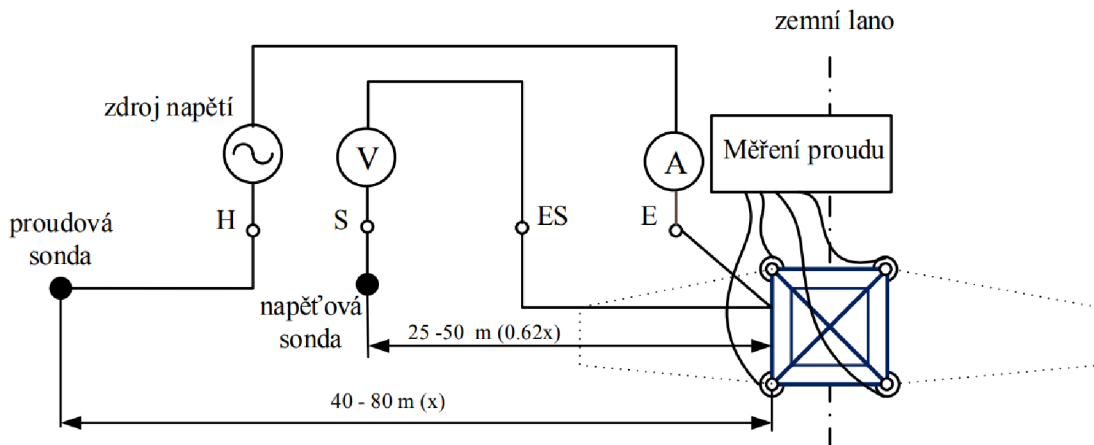 zemní lano
zdroj napětí
V
A
Měření proudu
H
S
ES
E
proudová
sonda
napěťová
sonda
25 -50 m (0.62x)
40 - 80 m (x)